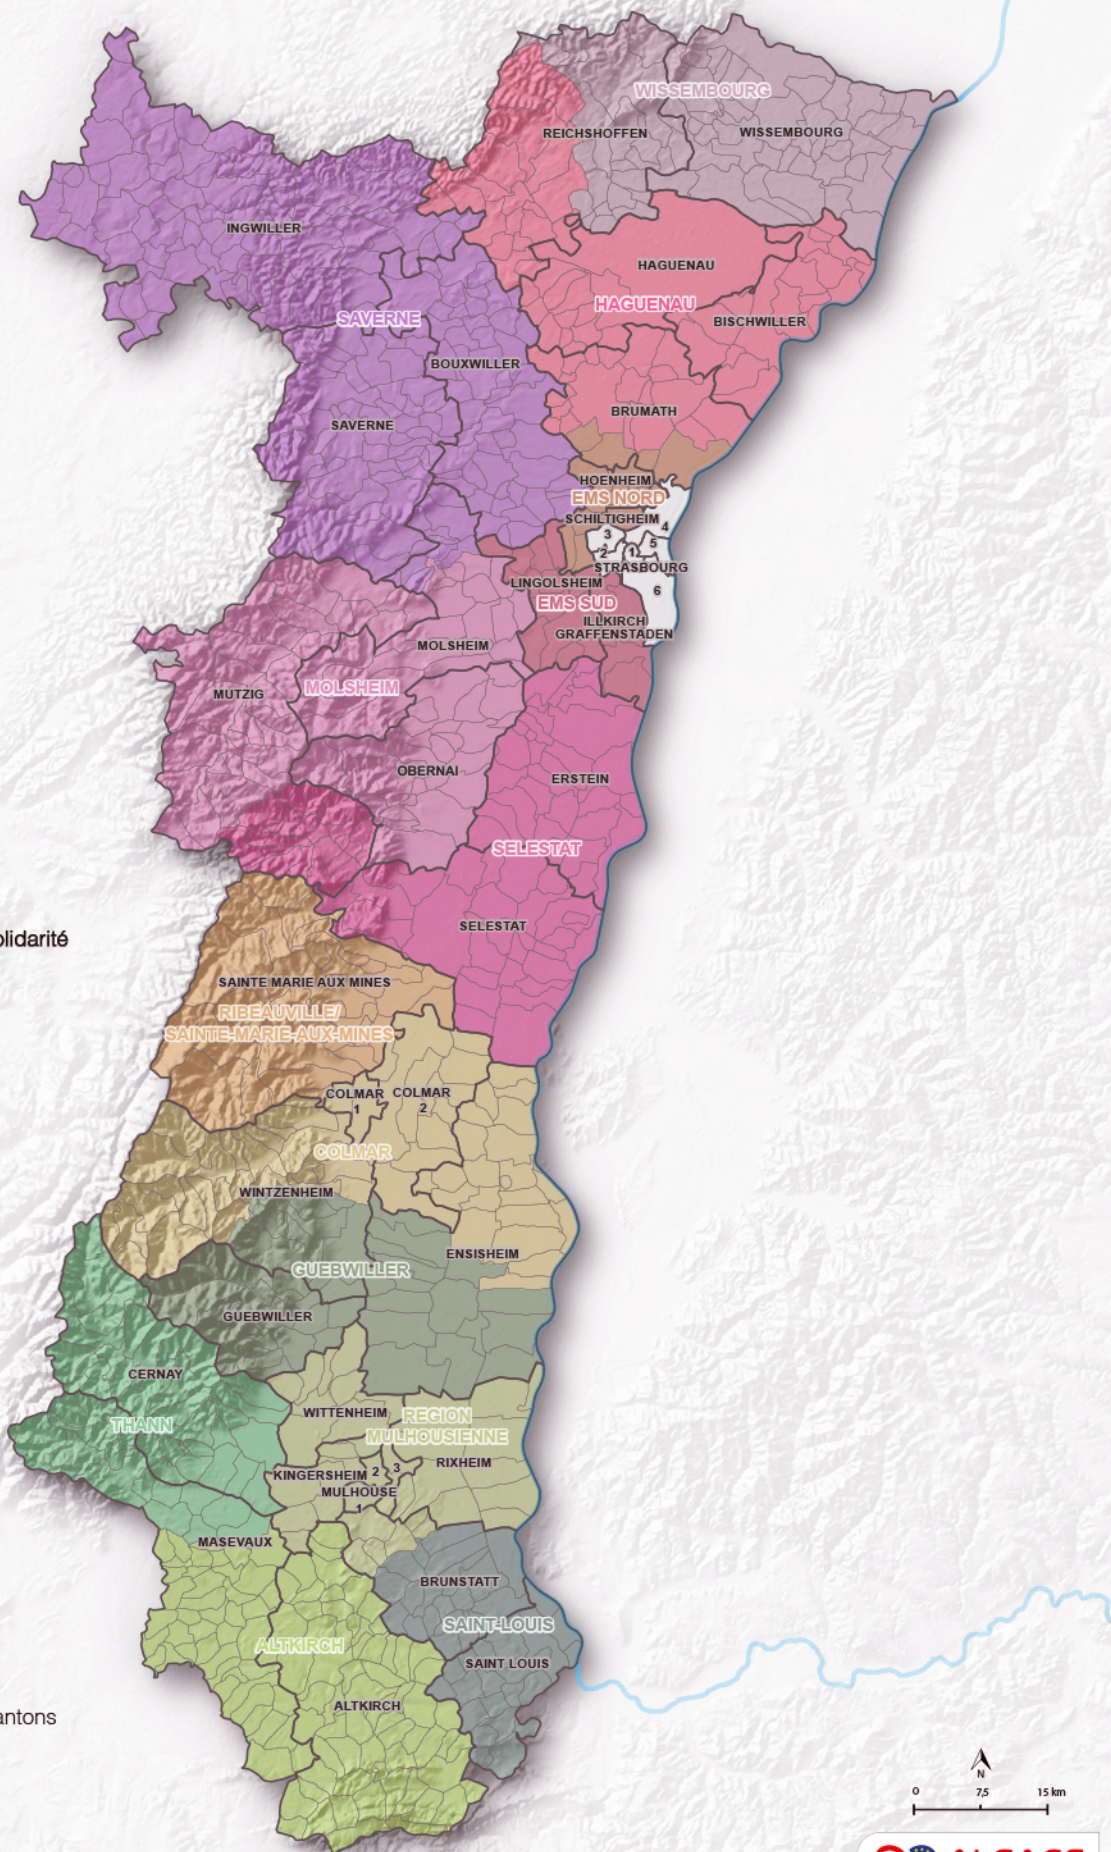 WISSEMBOURG
REICHSHOFFEN
WISSEMBOURG
INGWILLER
HAGUENAU
HAGUENAU
SAVERNE
BISCHWILLER
BOUXWILLER
BRUMATH
SAVERNE
HOENHEIM
EMS NORD
SCHILTIGHEIM
4
3
5
2
1
STRASBOURG
LINGOLSHEIM
6
EMS SUD
ILLKIRCH
GRAFFENSTADEN
MOLSHEIM
MOLSHEIM
MUTZIG
OBERNAI
ERSTEIN
SELESTAT
SELESTAT
olidarité
SAINTE MARIE AUX MINES
RIBEAUVILLE/
SAINTE-MARIE-AUX-MINES
COLMAR
1
COLMAR
2
COLMAR
WINTZENHEIM
ENSISHEIM
GUEBWILLER
GUEBWILLER
CERNAY
THANN
WITTENHEIM
REGION
MULHOUSIENNE
RIXHEIM
KINGERSHEIM
2
3
MULHOUSE
1
MASEVAUX
BRUNSTATT
SAINT-LOUIS
ALTKIRCH
SAINT LOUIS
ALTKIRCH
antons
N
0 7,5 15 km
ALSACE